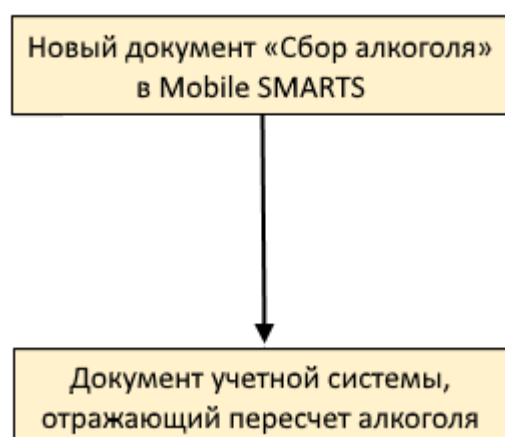 Новый документ «Сбор алкоголя»
в Mobile SMARTS
Документ учетной системы,
отражающий пересчет алкоголя